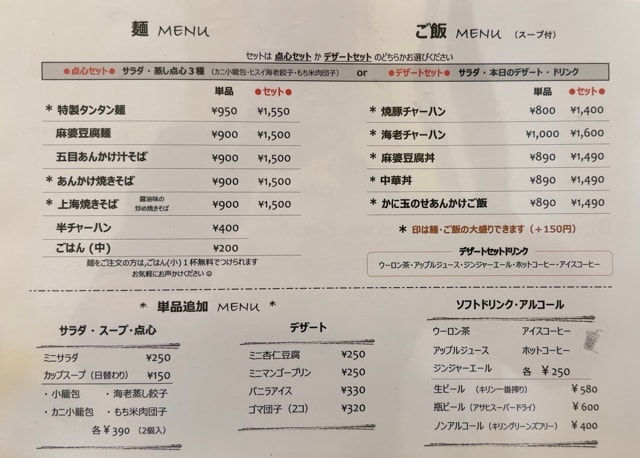 麺 MENU
ご飯 MENU (スープ付)
セットは 点心セット か デザートセット のどちらかお選びください
●点心セット● サラダ・蒸し点心3種 (カニ小籠包・ヒスイ海老餃子・もち米肉団子) or ●デザートセット● サラダ・本日のデザート・ドリンク
単品 ●セット●
* 特製タンタン麺 ¥950 ¥1,550
麻婆豆腐麺 ¥900 ¥1,500
五目あんかけ汁そば ¥900 ¥1,500
* あんかけ焼きそば ¥900 ¥1,500
* 上海焼きそば 醤油味の炒め焼きそば ¥900 ¥1,500
半チャーハン ¥400
ごはん (中) ¥200
麺をご注文の方は,ごはん(小)1杯無料でつけられます
お気軽にお声かけください☺
単品 ●セット●
* 焼豚チャーハン ¥800 ¥1,400
* 海老チャーハン ¥1,000 ¥1,600
* 麻婆豆腐丼 ¥890 ¥1,490
* 中華丼 ¥890 ¥1,490
* かに玉のせあんかけご飯 ¥890 ¥1,490
* 印は麺・ご飯の大盛りできます (+150円)
デザートセットドリンク
ウーロン茶・アップルジュース・ジンジャーエール・ホットコーヒー・アイスコーヒー
* 単品追加 MENU *
サラダ・スープ・点心
ミニサラダ ¥250
カップスープ (日替わり) ¥150
・小籠包 ・海老蒸し餃子
・カニ小籠包 ・もち米肉団子
各¥390 (2個入)
デザート
ミニ杏仁豆腐 ¥250
ミニマンゴープリン ¥250
バニラアイス ¥330
ゴマ団子 (2コ) ¥320
ソフトドリンク・アルコール
ウーロン茶 アイスコーヒー
アップルジュース ホットコーヒー
ジンジャーエール 各 ¥250
生ビール (キリン一番搾り) ¥580
瓶ビール (アサヒスーパードライ) ¥600
ノンアルコール (キリングリーンズフリー) ¥400